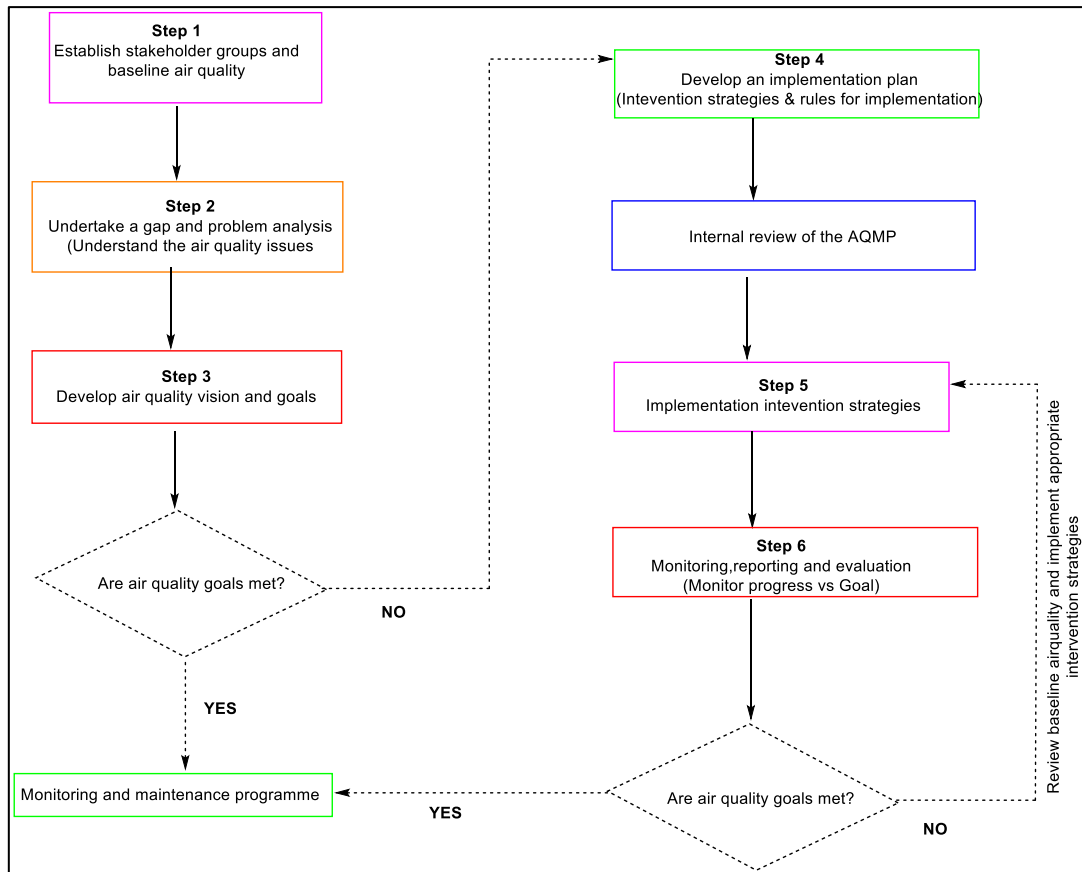 Step 1
Establish stakeholder groups and
baseline air quality
Step 2
Undertake a gap and problem analysis
(Understand the air quality issues
Step 3
Develop air quality vision and goals
Are air quality goals met?
NO
YES
Monitoring and maintenance programme
Step 4
Develop an implementation plan
(Intevention strategies & rules for implementation)
Internal review of the AQMP
Step 5
Implementation intevention strategies
Step 6
Monitoring,reporting and evaluation
(Monitor progress vs Goal)
Are air quality goals met?
YES
NO
Review baseline airquality and implement appropriate
intervention strategies